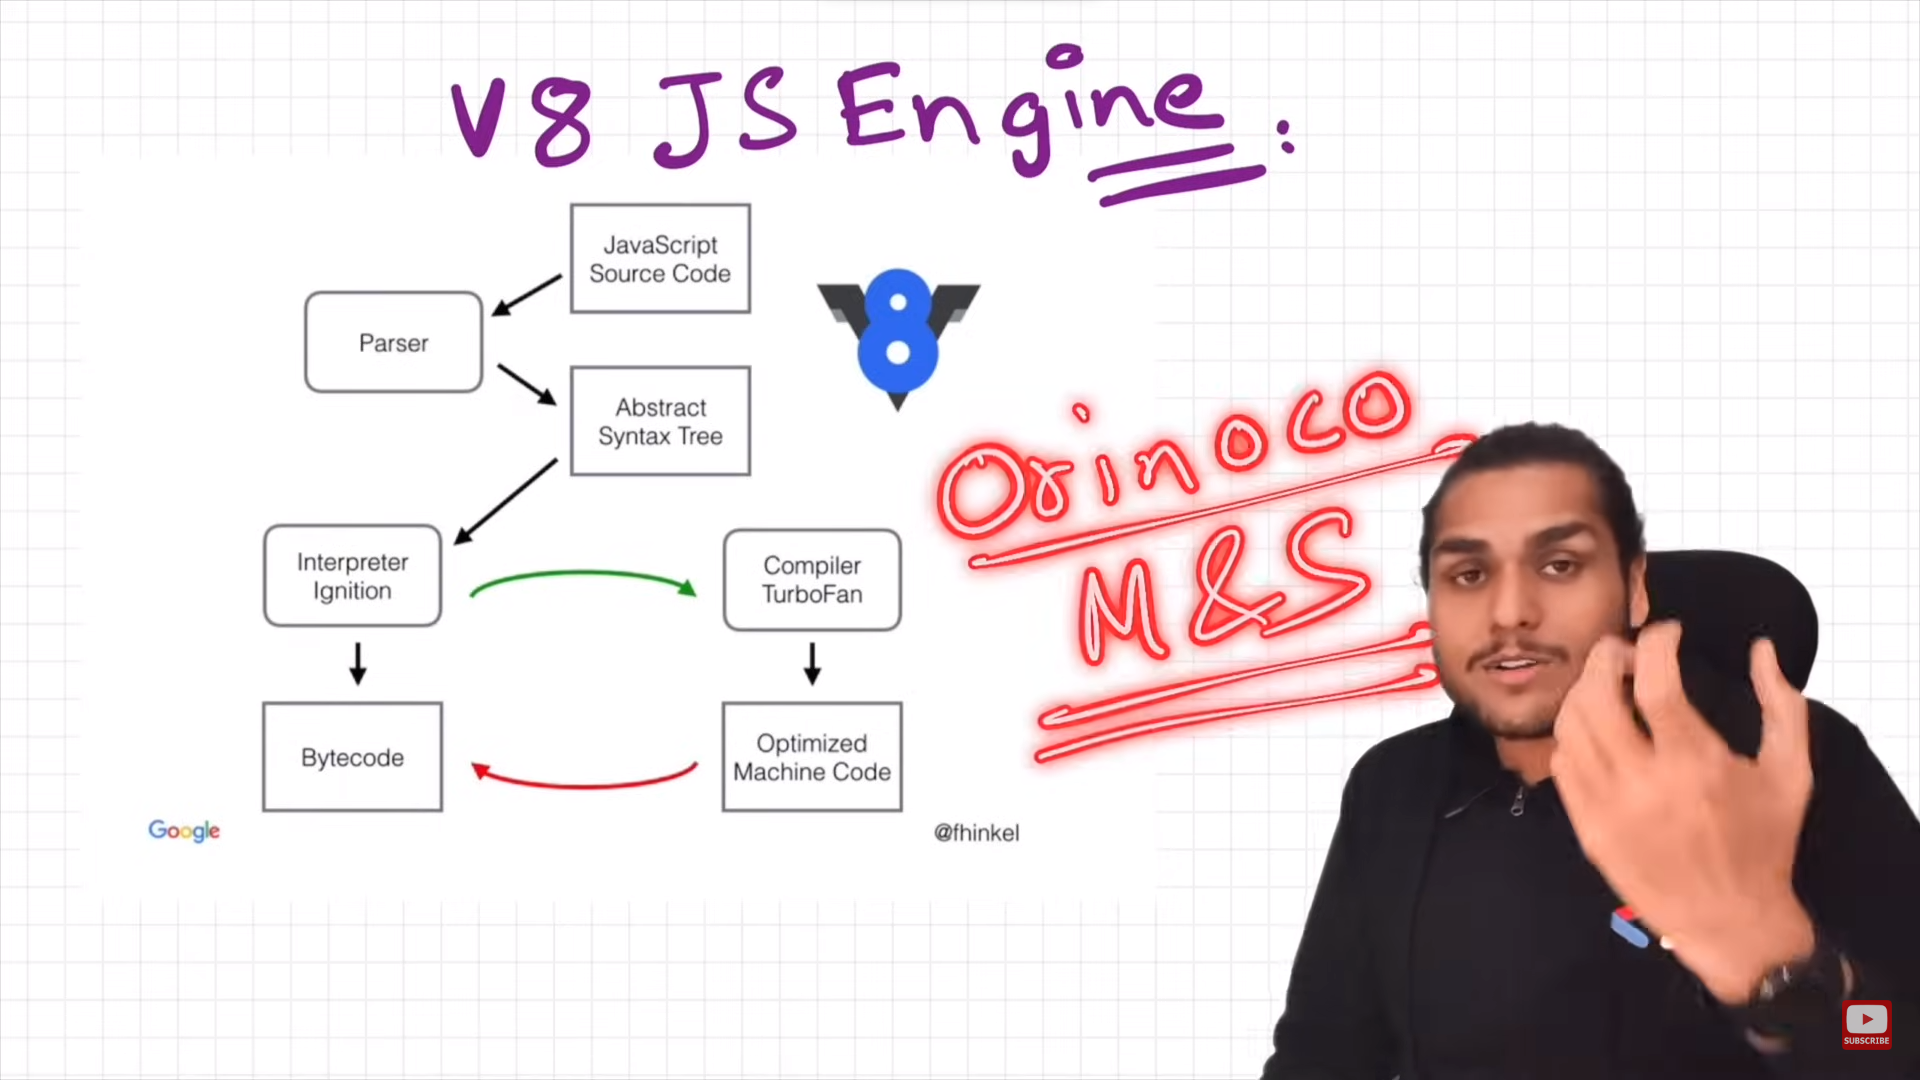 V8 JS Engine :
JavaScript
Source Code
Parser
8
Abstract
Syntax Tree
Orinoco
M&S
Interpreter
Ignition
Compiler
TurboFan
Bytecode
Optimized
Machine Code
Google
@fhinkel
SUBSCRIBE